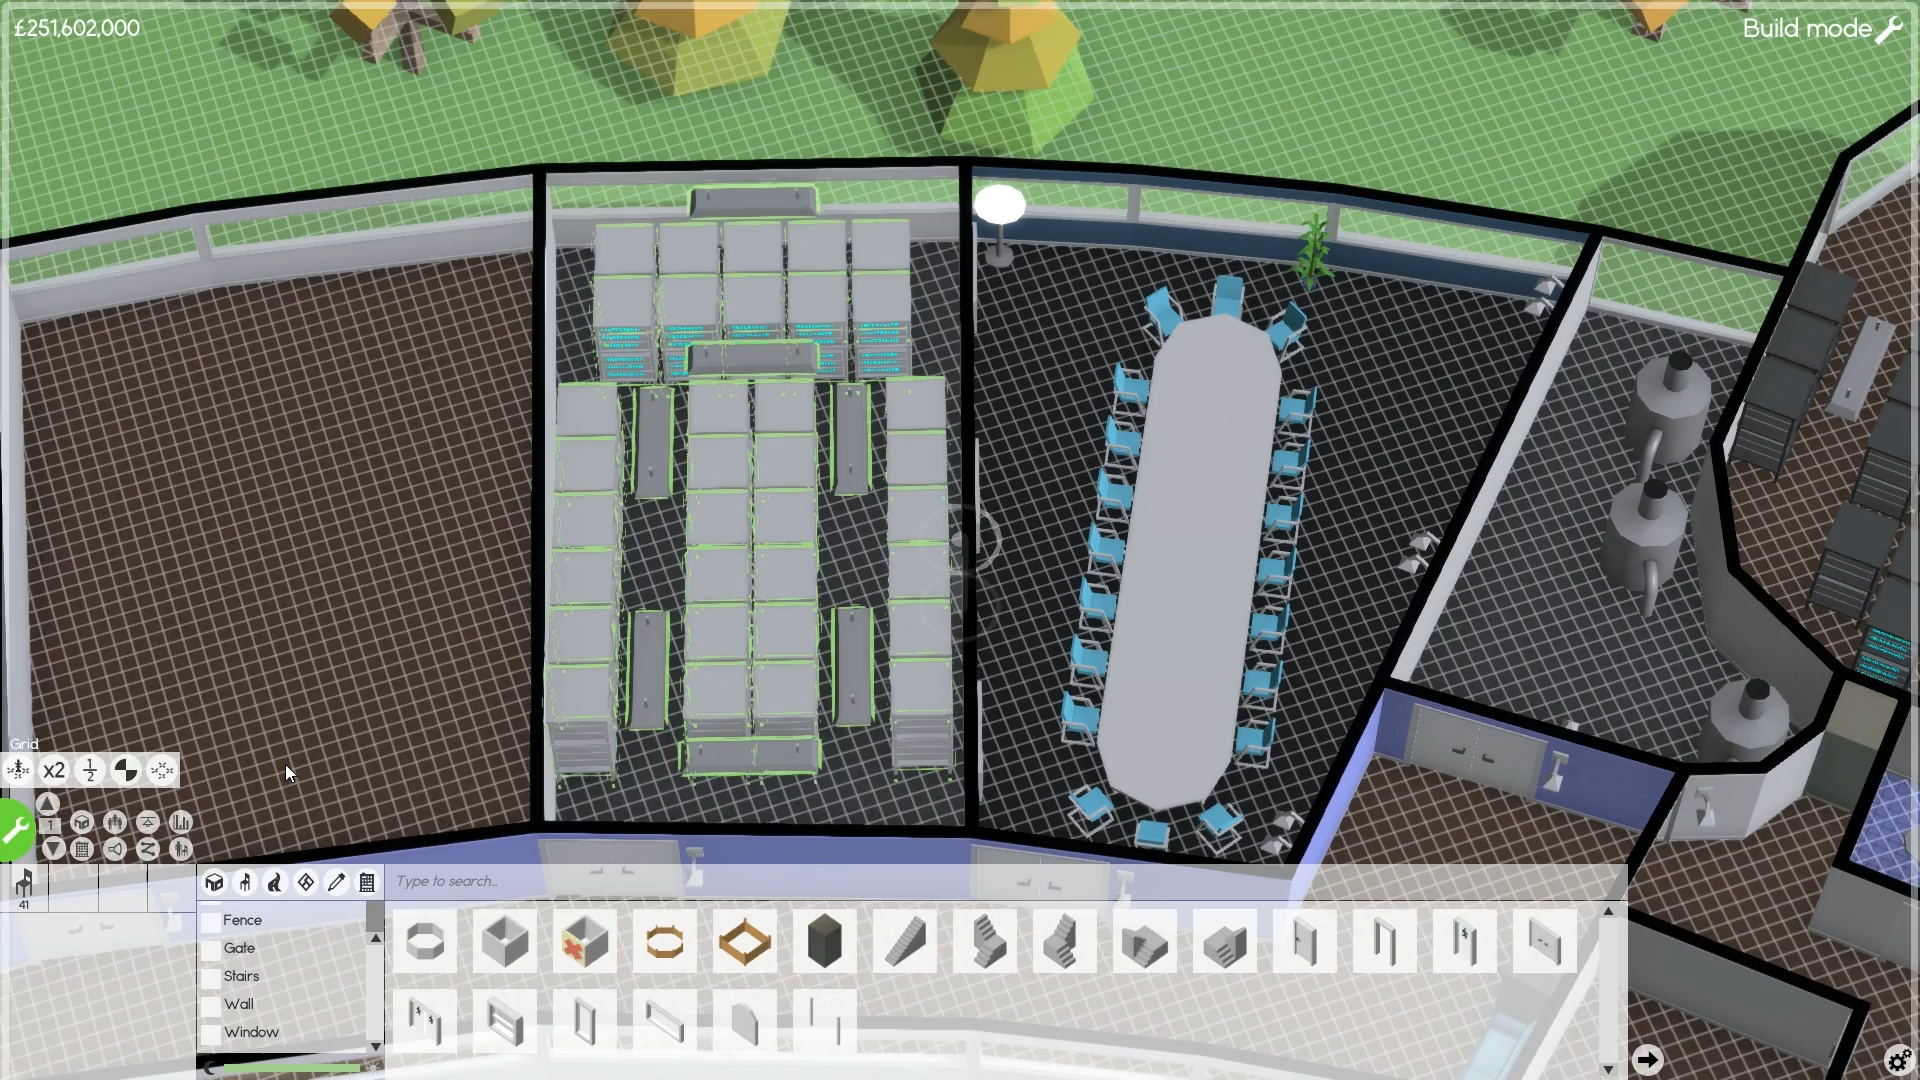 £251,602,000
Build mode
Grid
x2
1/2
1
41
Type to search...
Fence
Gate
Stairs
Wall
Window